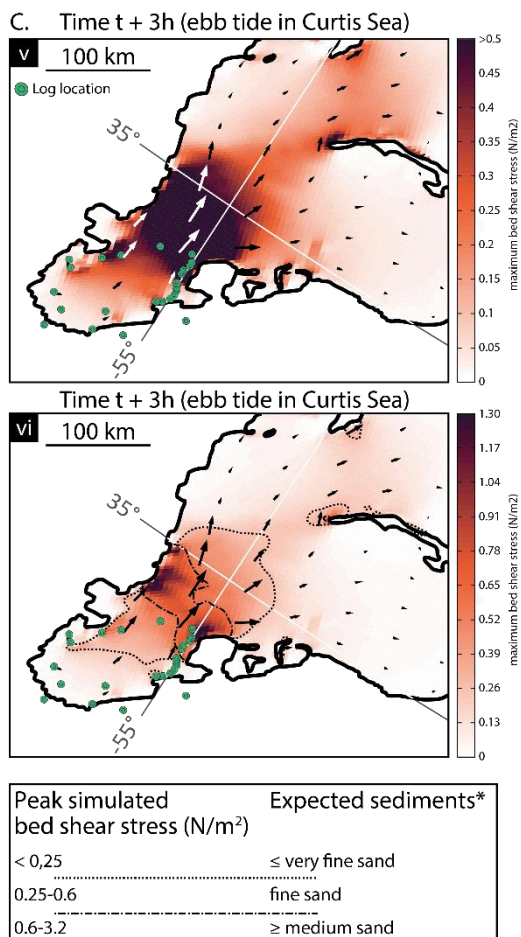 C. Time t + 3h (ebb tide in Curtis Sea)
v
100 km
Log location
35°
-55°
>0.5
0.45
0.4
0.35
0.3
0.25
0.2
0.15
0.1
0.05
0
maximum bed shear stress (N/m2)
Time t + 3h (ebb tide in Curtis Sea)
vi
100 km
35°
-55°
1.30
1.17
1.04
0.91
0.78
0.65
0.52
0.39
0.26
0.13
0
maximum bed shear stress (N/m2)
Peak simulated Expected sediments*
bed shear stress (N/m²)
< 0,25 ≤ very fine sand
0.25-0.6 fine sand
0.6-3.2 ≥ medium sand